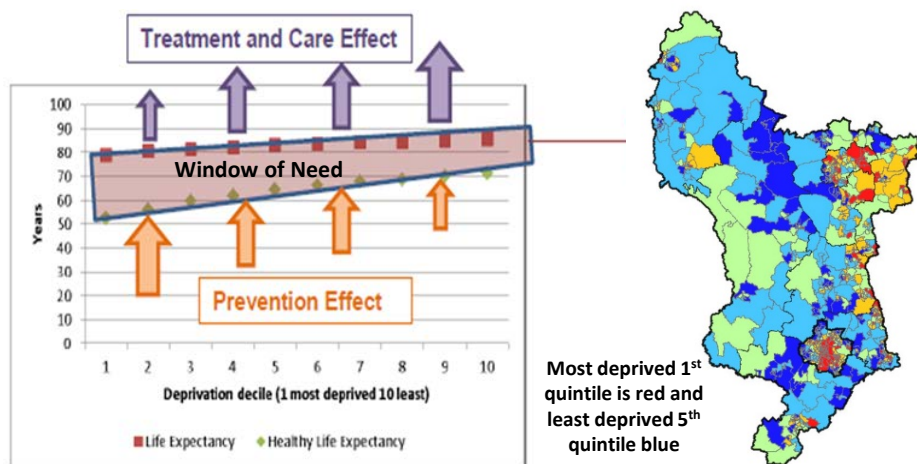 Treatment and Care Effect
100
90
80
70
60
50
40
30
20
10
0
Years
Window of Need
Prevention Effect
1 2 3 4 5 6 7 8 9 10
Deprivation decile (1 most deprived 10 least)
Life Expectancy Healthy Life Expectancy
Most deprived 1st
quintile is red and
least deprived 5th
quintile blue